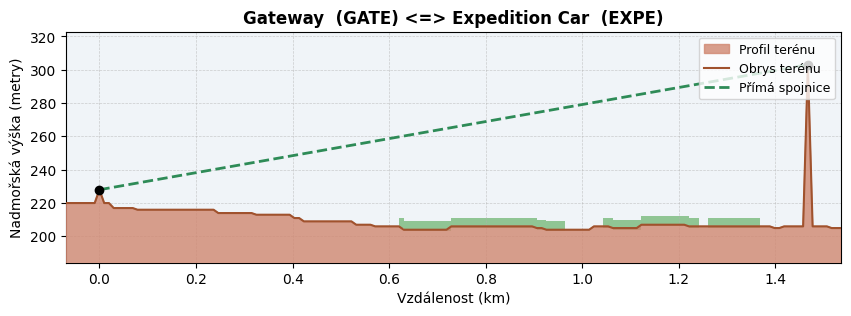 Gateway  (GATE) <=> Expedition Car  (EXPE)
Nadmořská výška (metry)
320
300
280
260
240
220
200
Profil terénu
Obrys terénu
Přímá spojnice
0.0 0.2 0.4 0.6 0.8 1.0 1.2 1.4
Vzdálenost (km)